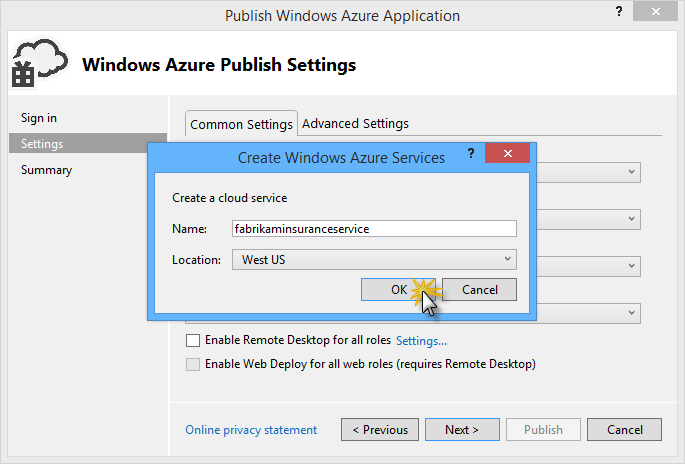 Publish Windows Azure Application
?
Windows Azure Publish Settings
Sign in
Settings
Summary
Common Settings
Advanced Settings
Create Windows Azure Services
?
Create a cloud service
Name:
fabrikaminsuranceservice
Location:
West US
OK
Cancel
Enable Remote Desktop for all roles Settings...
Enable Web Deploy for all web roles (requires Remote Desktop)
Online privacy statement
< Previous
Next >
Publish
Cancel